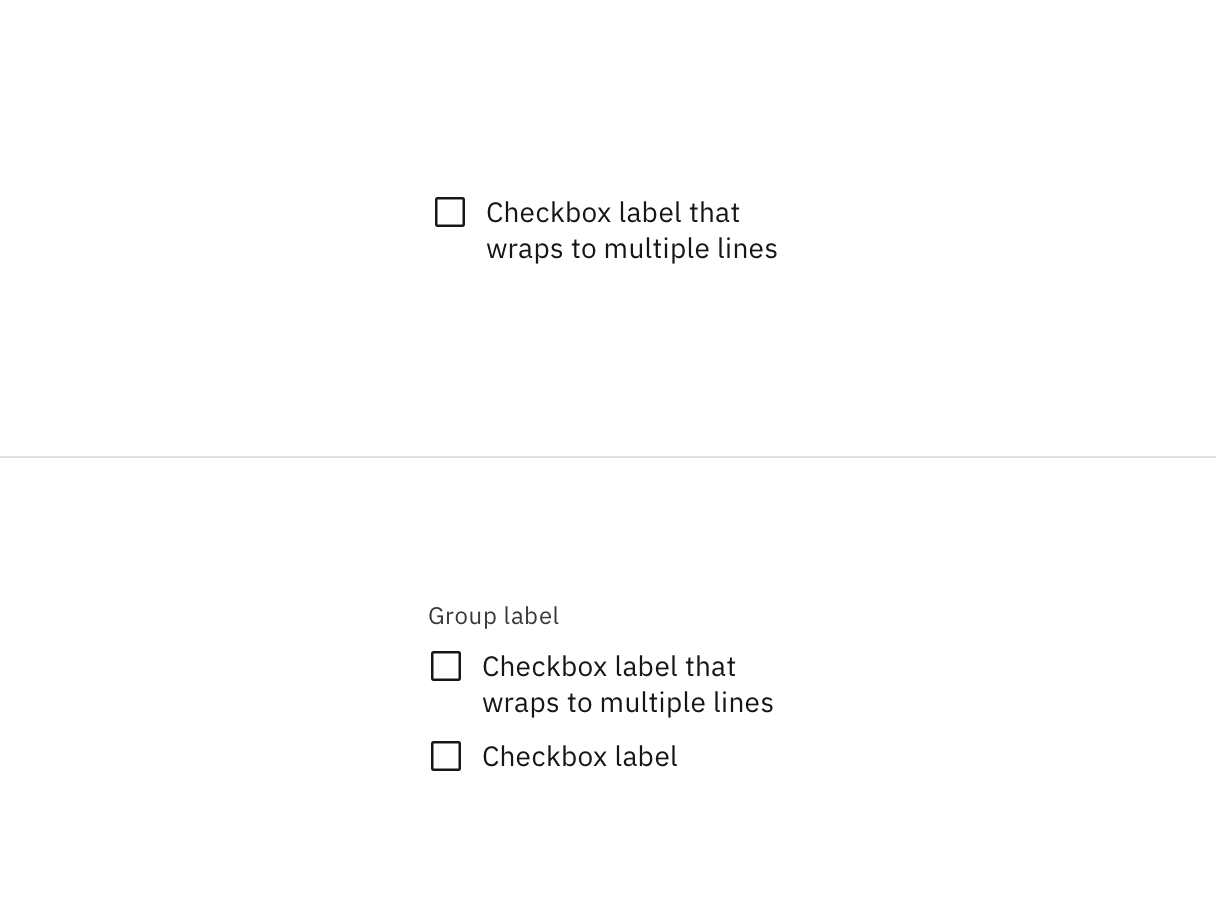 Checkbox label that
wraps to multiple lines
Group label
Checkbox label that
wraps to multiple lines
Checkbox label